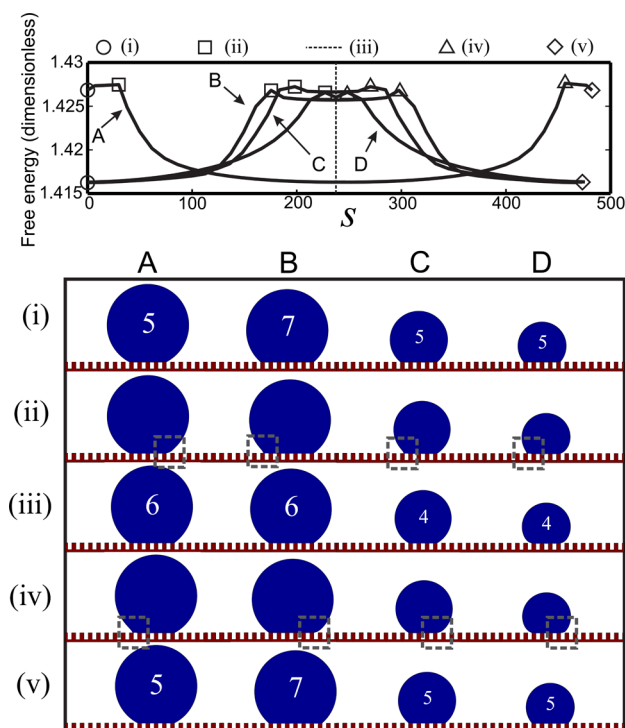 (i) (ii) (iii) (iv) (v)
Free energy (dimensionless)
1.43
1.425
1.42
1.415
A
B
C
D
0 100 200 300 400 500
S
A B C D
(i)
5 7 5 5
(ii)
(iii)
6 6 4 4
(iv)
(v)
5 7 5 5